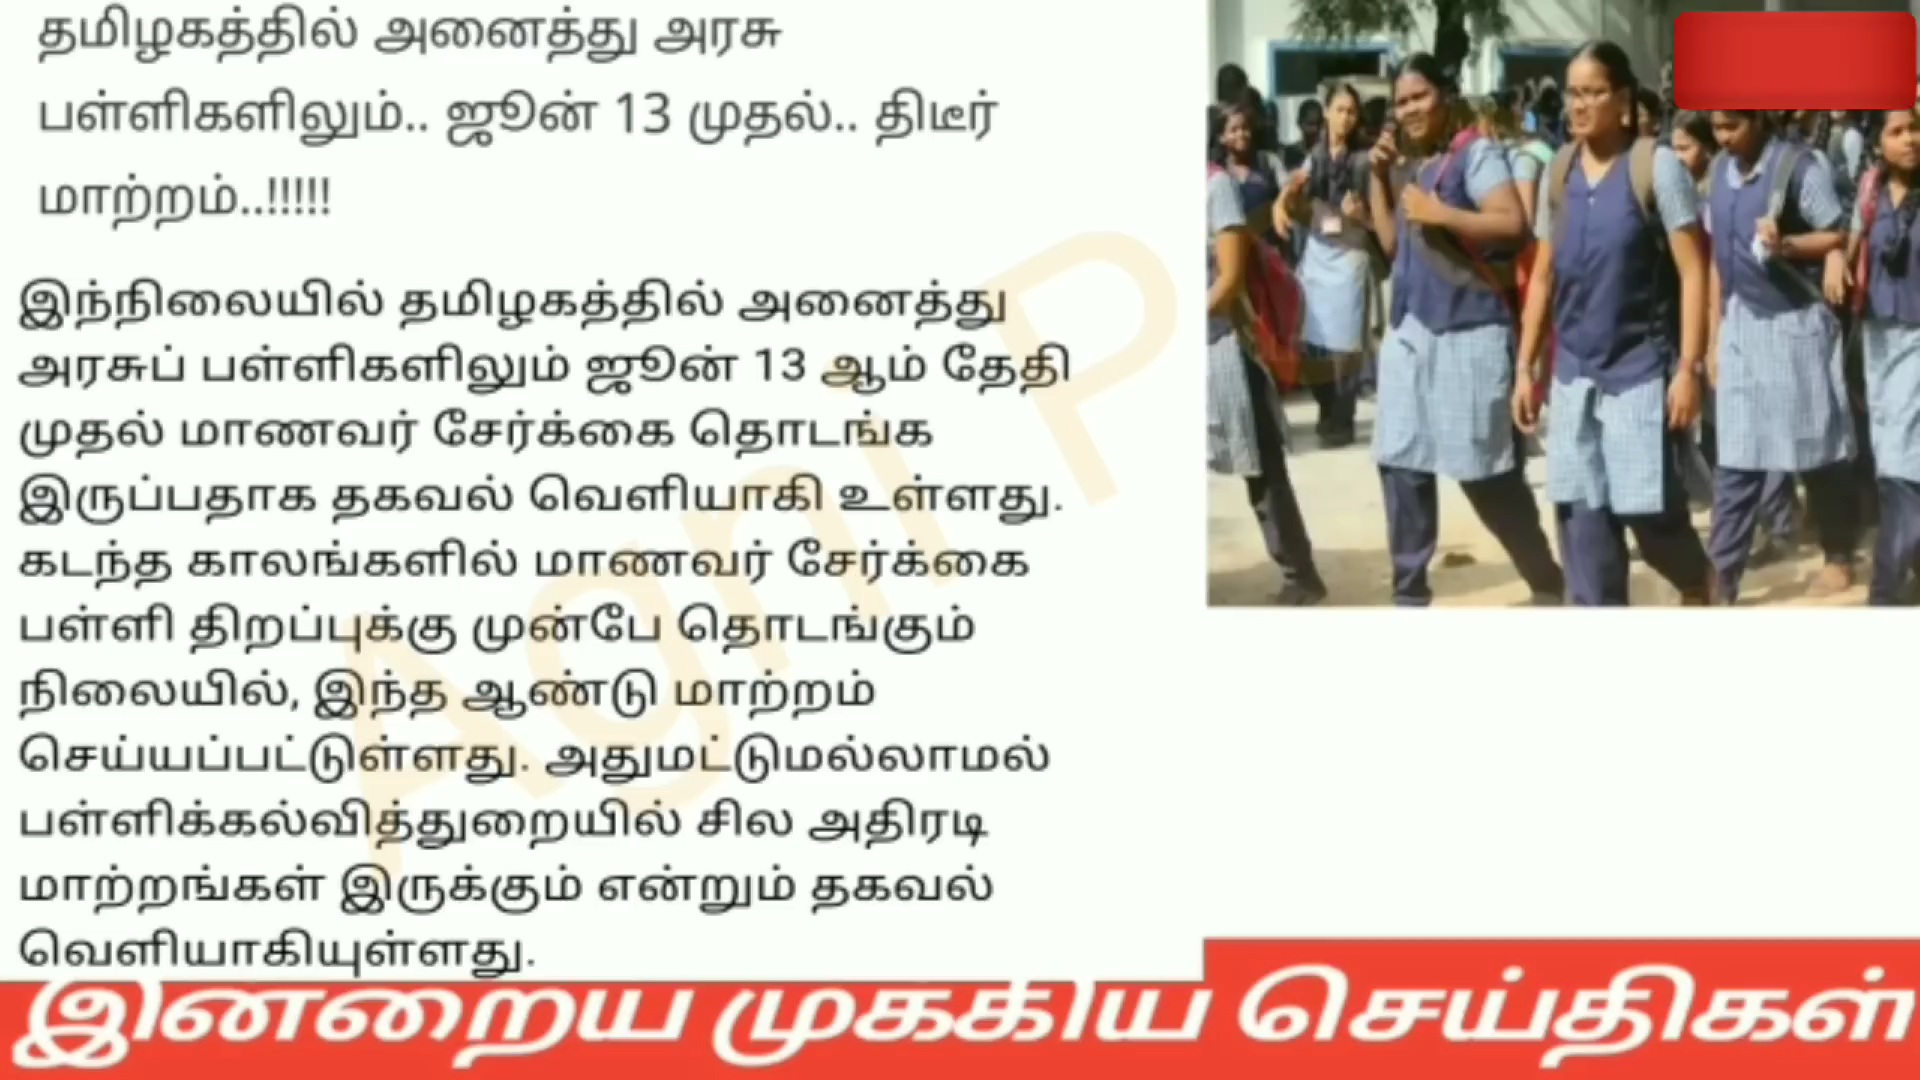 தமிழகத்தில் அனைத்து அரசு
பள்ளிகளிலும்.. ஜூன் 13 முதல்.. திடீர்
மாற்றம்..!!!!!
இந்நிலையில் தமிழகத்தில் அனைத்து
அரசுப் பள்ளிகளிலும் ஜூன் 13 ஆம் தேதி
முதல் மாணவர் சேர்க்கை தொடங்க
இருப்பதாக தகவல் வெளியாகி உள்ளது.
கடந்த காலங்களில் மாணவர் சேர்க்கை
பள்ளி திறப்புக்கு முன்பே தொடங்கும்
நிலையில், இந்த ஆண்டு மாற்றம்
செய்யப்பட்டுள்ளது. அதுமட்டுமல்லாமல்
பள்ளிக்கல்வித்துறையில் சில அதிரடி
மாற்றங்கள் இருக்கும் என்றும் தகவல்
வெளியாகியுள்ளது.
இன்றைய முக்கிய செய்திகள்
Agni P